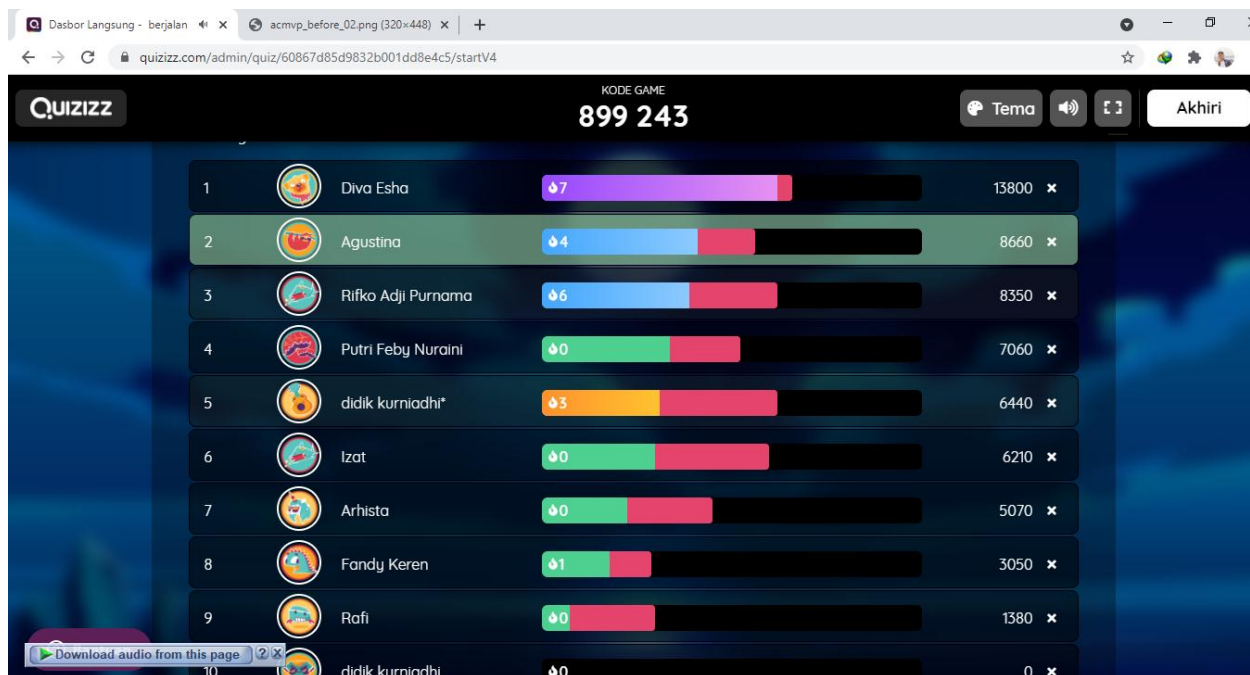 Dasbor Langsung - berjalan
acmvp_before_02.png (320×448)
quizizz.com/admin/quiz/60867d85d9832b001dd8e4c5/startV4
Quizizz
KODE GAME
899 243
Tema
Akhiri
1 Diva Esha 7 13800
2 Agustina 4 8660
3 Rifko Adji Purnama 6 8350
4 Putri Feby Nuraini 0 7060
5 didik kurniadhi* 3 6440
6 Izat 0 6210
7 Arhista 0 5070
8 Fandy Keren 1 3050
9 Rafi 0 1380
Download audio from this page ? X
10 didik kurniadhi 0 0